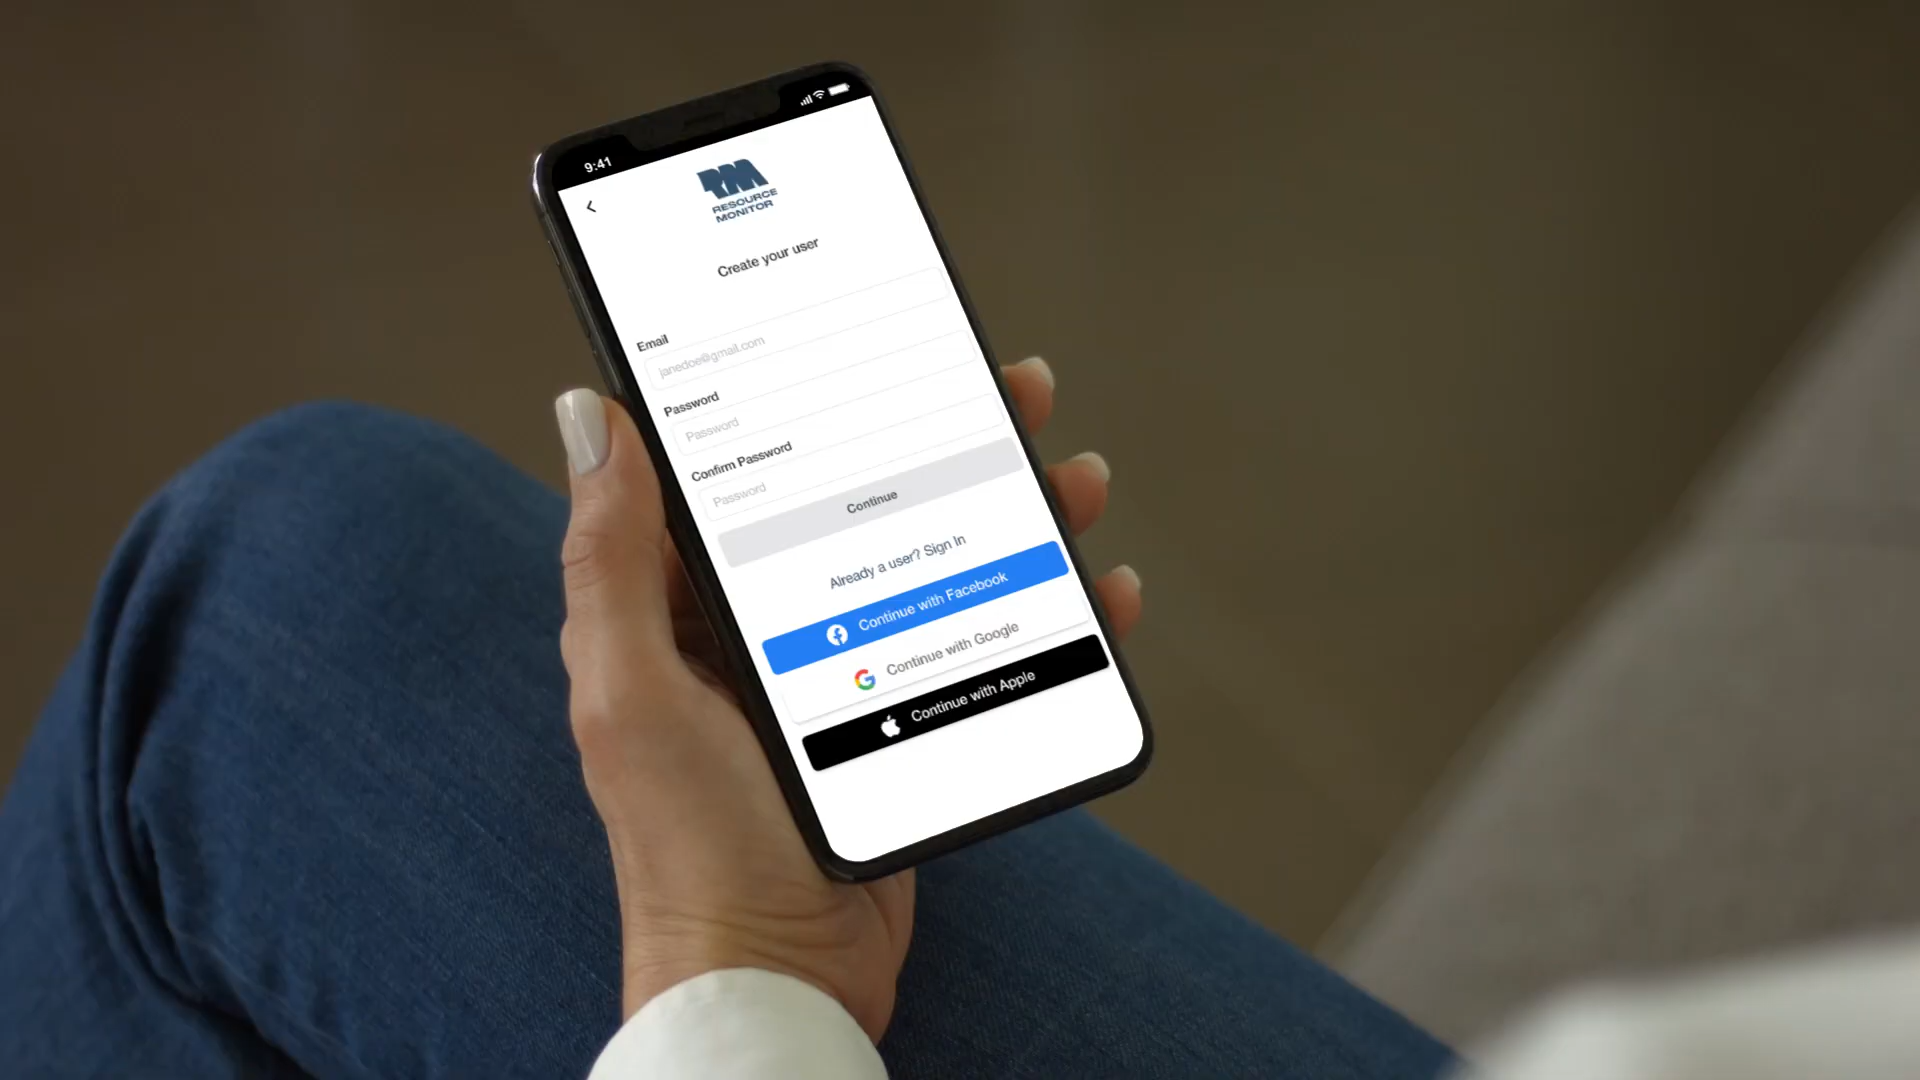 9:41
RM
RESOURCE
MONITOR
Create your user
Email
janedoe@gmail.com
Password
Password
Confirm Password
Password
Continue
Already a user? Sign In
Continue with Facebook
Continue with Google
Continue with Apple